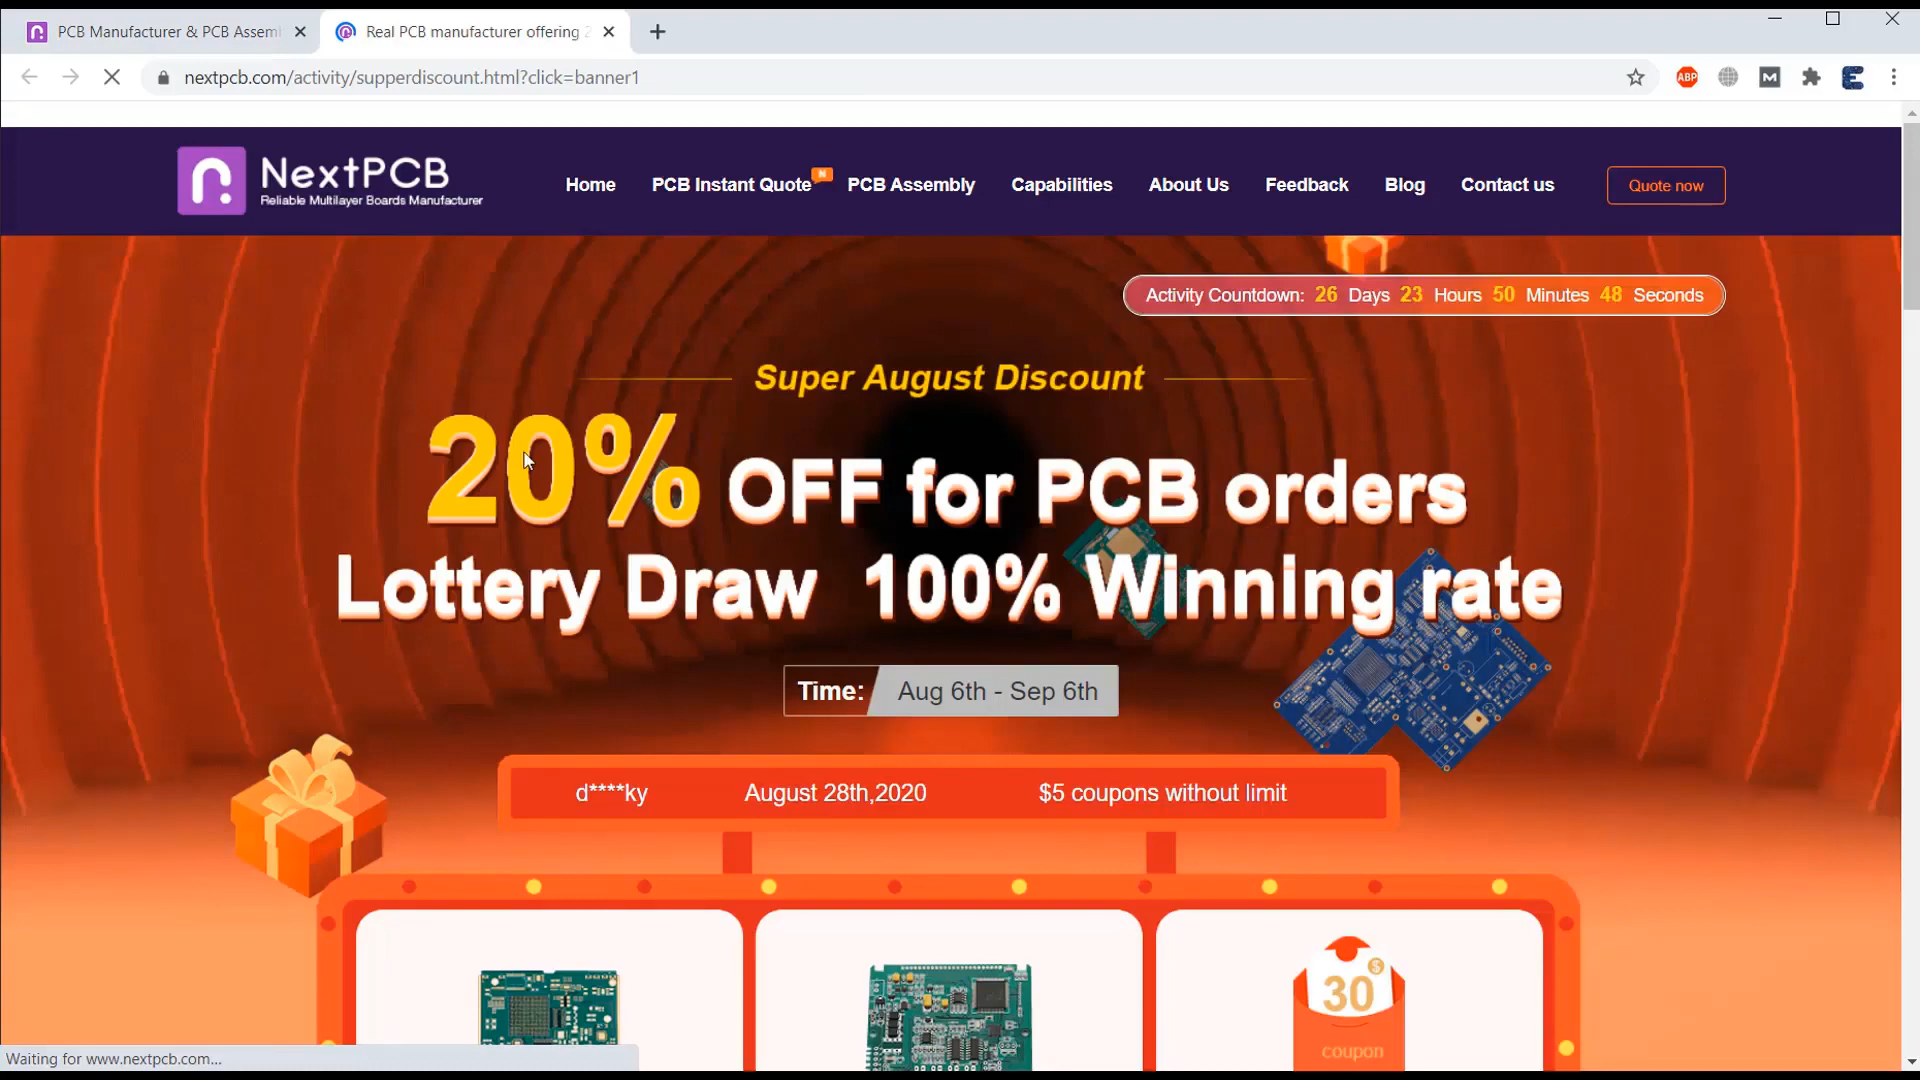 PCB Manufacturer & PCB Assem
Real PCB manufacturer offering 2
nextpcb.com/activity/supperdiscount.html?click=banner1
ABP
M
E
NextPCB
Reliable Multilayer Boards Manufacturer
Home
PCB Instant Quote
N
PCB Assembly
Capabilities
About Us
Feedback
Blog
Contact us
Quote now
Activity Countdown: 26 Days 23 Hours 50 Minutes 48 Seconds
Super August Discount
20% OFF for PCB orders
Lottery Draw 100% Winning rate
Time: Aug 6th - Sep 6th
d****ky August 28th,2020 $5 coupons without limit
$
30
coupon
Waiting for www.nextpcb.com...